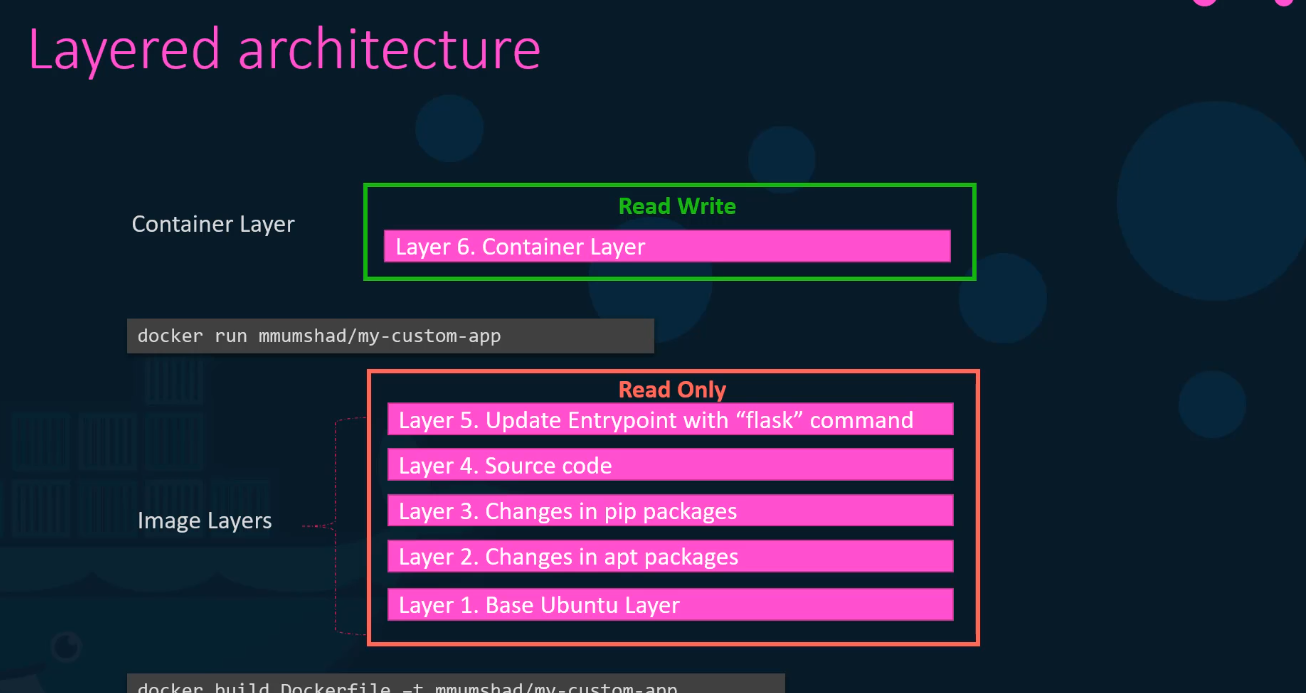 Layered architecture
Read Write
Container Layer
Layer 6. Container Layer
docker run mmumshad/my-custom-app
Read Only
Layer 5. Update Entrypoint with “flask” command
Layer 4. Source code
Layer 3. Changes in pip packages
Image Layers
Layer 2. Changes in apt packages
Layer 1. Base Ubuntu Layer
docker build Dockerfile –t mmumshad/my-custom-app